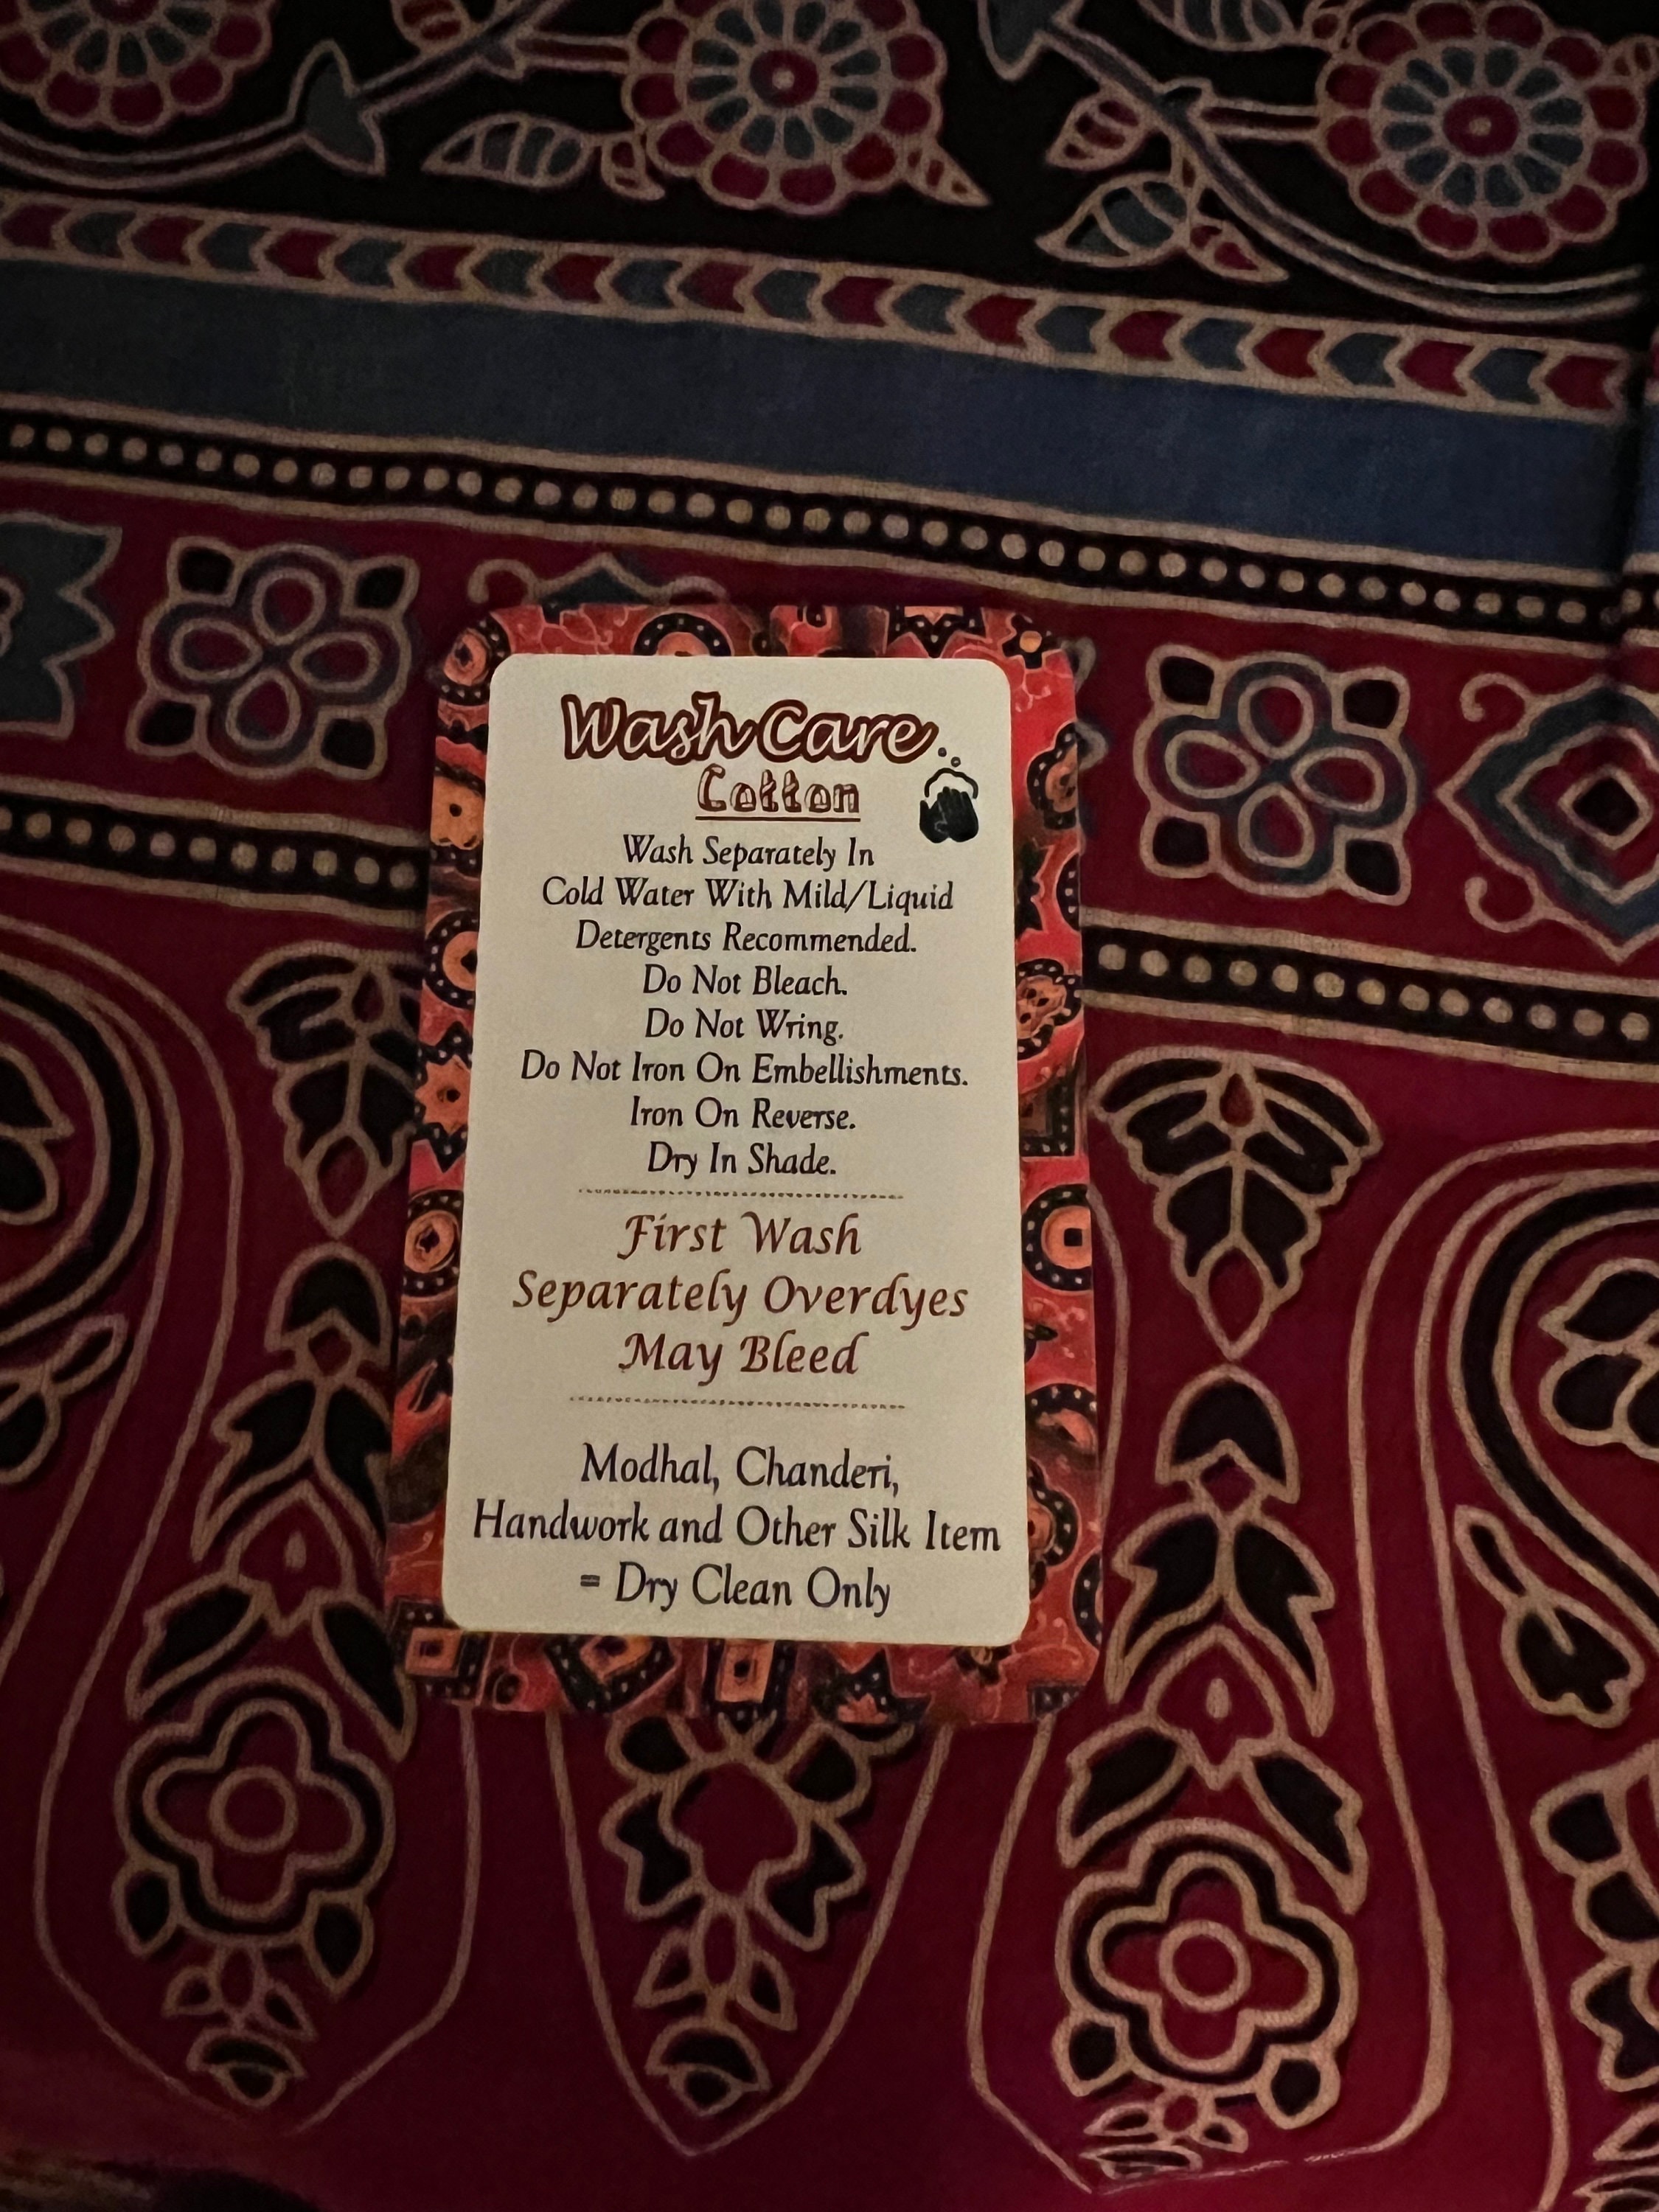 Wash Care
Cotton
Wash Separately In
Cold Water With Mild/Liquid
Detergents Recommended.
Do Not Bleach.
Do Not Wring.
Do Not Iron On Embellishments.
Iron On Reverse.
Dry In Shade.
First Wash
Separately Overdyes
May Bleed
Modhal, Chanderi,
Handwork and Other Silk Item
= Dry Clean Only